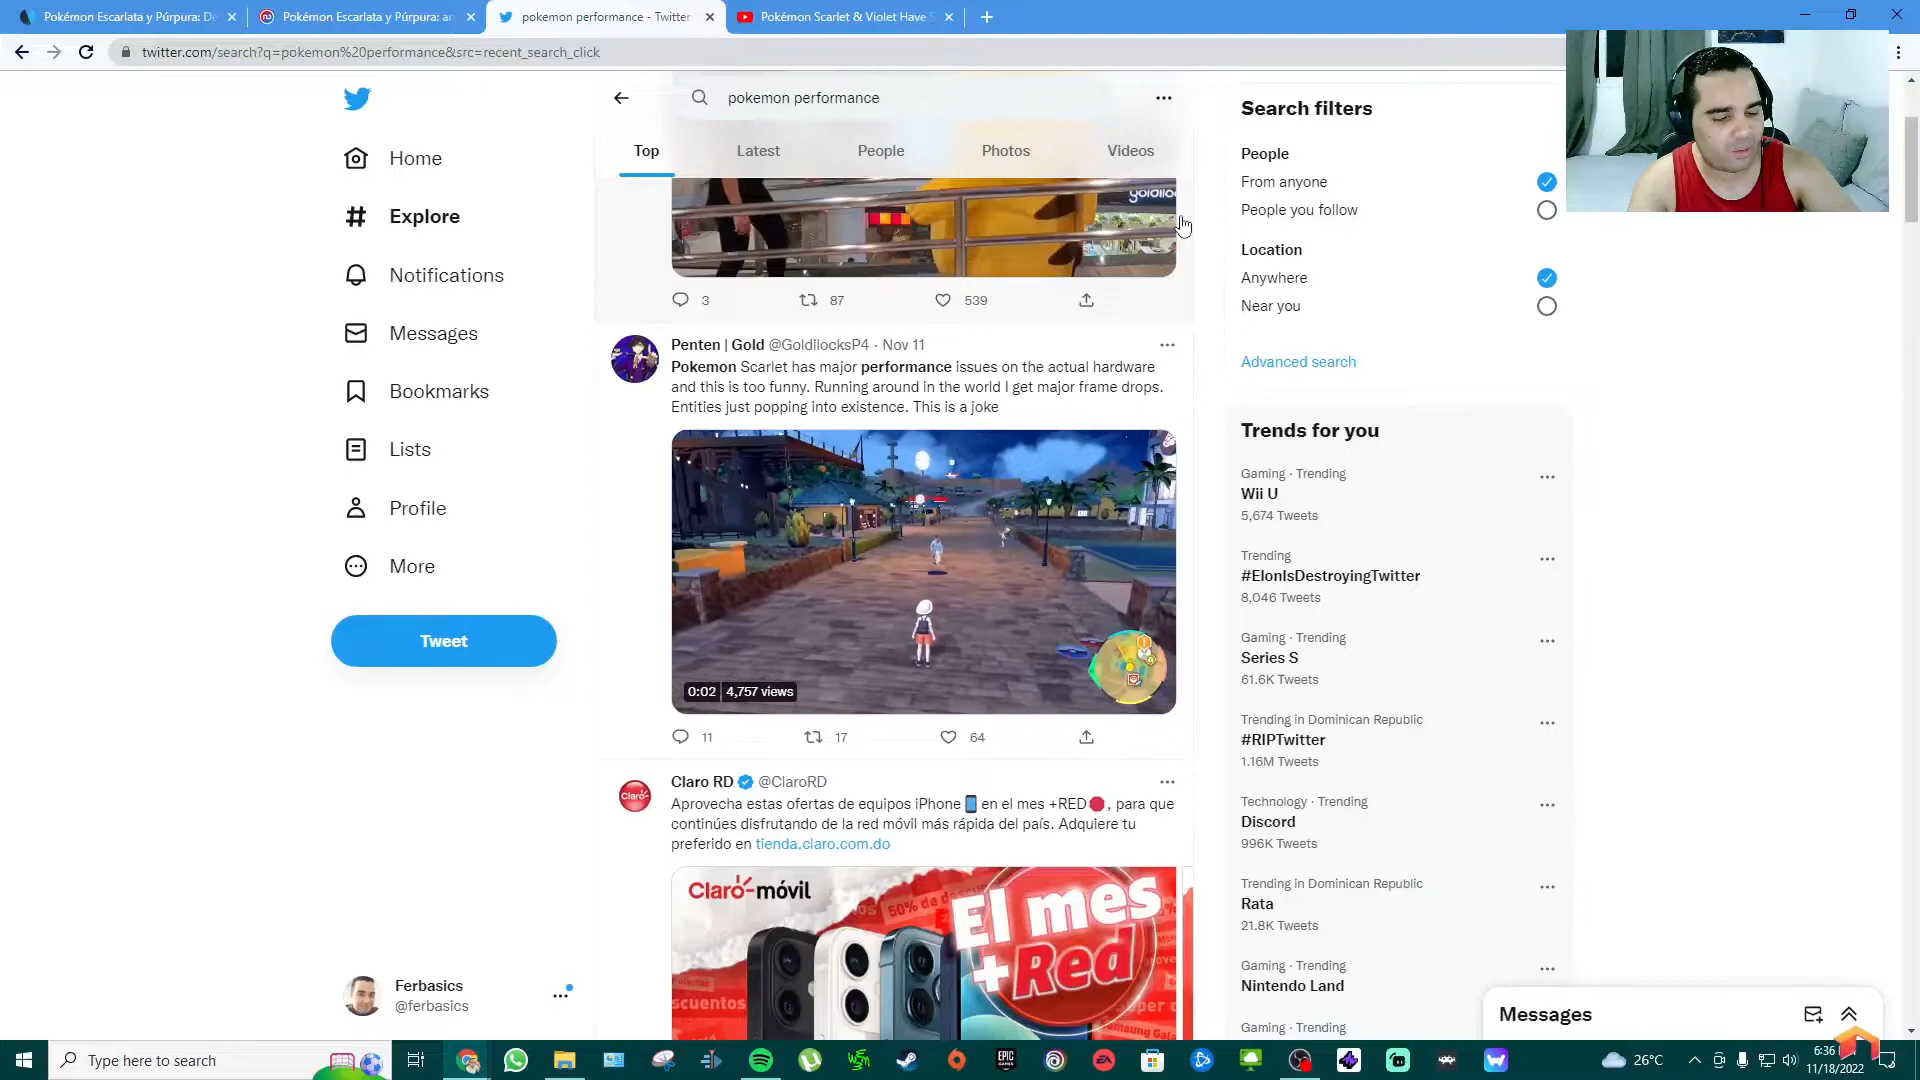 Pokémon Escarlata y Púrpura: De
Pokémon Escarlata y Púrpura: an
pokemon performance - Twitter
Pokémon Scarlet & Violet Have S
twitter.com/search?q=pokemon%20performance&src=recent_search_click
pokemon performance
Top
Latest
People
Photos
Videos
Home
Explore
Notifications
Messages
Bookmarks
Lists
Profile
More
Tweet
Ferbasics
@ferbasics
3
87
539
Penten | Gold @GoldilocksP4 · Nov 11
Pokemon Scarlet has major performance issues on the actual hardware
and this is too funny. Running around in the world I get major frame drops.
Entities just popping into existence. This is a joke
0:02 4,757 views
11
17
64
Claro RD @ClaroRD
Aprovecha estas ofertas de equipos iPhone en el mes +RED, para que
continúes disfrutando de la red móvil más rápida del país. Adquiere tu
preferido en tienda.claro.com.do
Claro-móvil
El mes
+Red
Search filters
People
From anyone
People you follow
Location
Anywhere
Near you
Advanced search
Trends for you
Gaming · Trending
Wii U
5,674 Tweets
Trending
#ElonIsDestroyingTwitter
8,046 Tweets
Gaming · Trending
Series S
61.6K Tweets
Trending in Dominican Republic
#RIPTwitter
1.16M Tweets
Technology · Trending
Discord
996K Tweets
Trending in Dominican Republic
Rata
21.8K Tweets
Gaming · Trending
Nintendo Land
Gaming · Trending
Messages
Type here to search
EPIC
GAMES
EA
26°C
6:36
11/18/2022